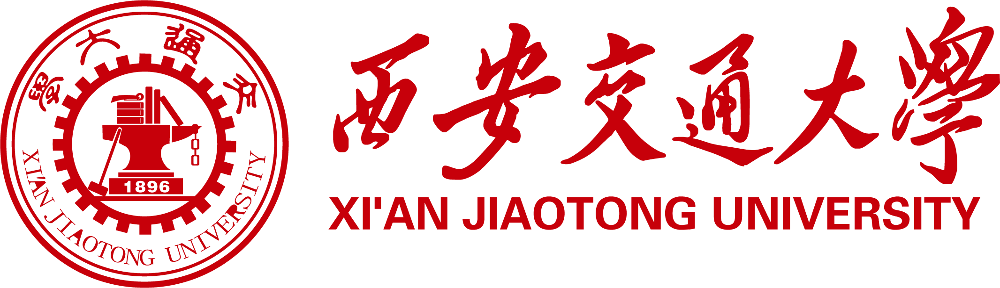 學大通交
1896
XI'AN JIAOTONG UNIVERSITY
西安交通大學
XI'AN JIAOTONG UNIVERSITY